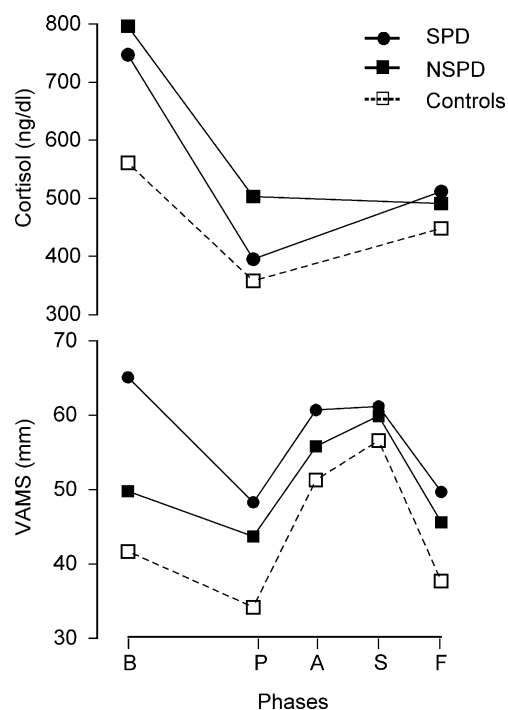 800
700
600
500
400
300
Cortisol (ng/dl)
SPD
NSPD
Controls
70
60
50
40
30
VAMS (mm)
B P A S F
Phases